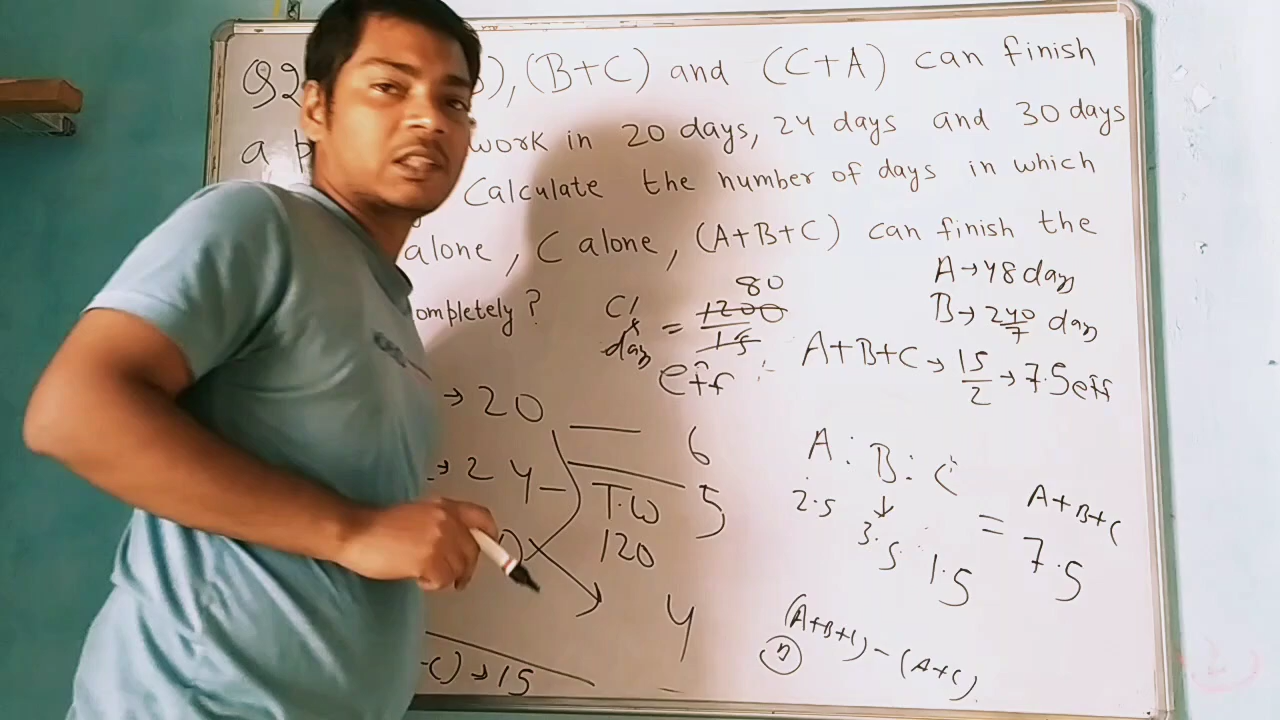 Q2 ), (B+C) and (C+A) can finish
a work in 20 days, 24 days and 30 days
Calculate the number of days in which
alone, C alone, (A+B+C) can finish the
ompletely?
A→48 days
B→240/7 day
C's day = 1200/15 80
eff
A+B+C → 15/2 → 7.5 eff
→ 20 6
→ 24 5
T.W
120
4
-C) → 15
A : B : C = A+B+C
2.5 3.5 1.5 7.5
(A+B+C) - (A+C)